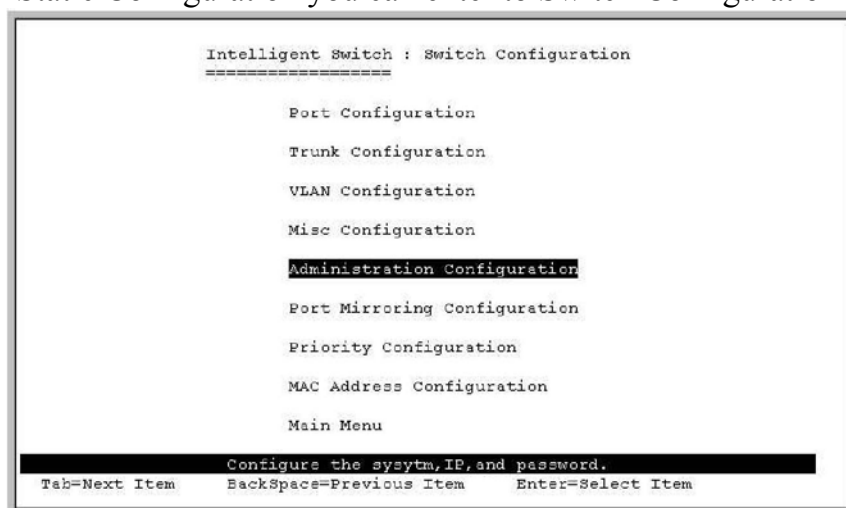 Intelligent Switch : Switch Configuration
===================
Port Configuration
Trunk Configuration
VLAN Configuration
Misc Configuration
Administration Configuration
Port Mirroring Configuration
Priority Configuration
MAC Address Configuration
Main Menu
Configure the sysytm,IP,and password.
Tab=Next Item BackSpace=Previous Item Enter=Select Item